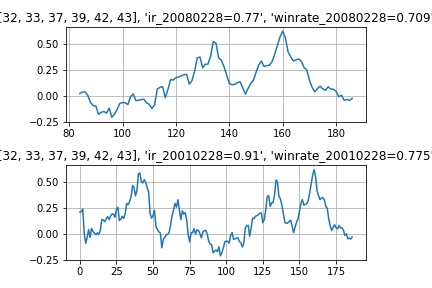 [32, 33, 37, 39, 42, 43], 'ir_20080228=0.77', 'winrate_20080228=0.709'
0.50
0.25
0.00
−0.25
80 100 120 140 160 180
[32, 33, 37, 39, 42, 43], 'ir_20010228=0.91', 'winrate_20010228=0.775'
0.50
0.25
0.00
−0.25
0 25 50 75 100 125 150 175